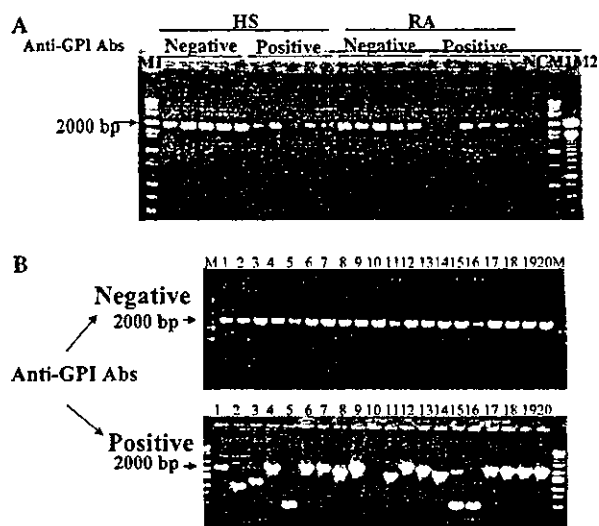 A
HS RA
Anti-GPI Abs Negative Positive Negative Positive
M1 NC M1 M2
2000 bp
B
M 1 2 3 4 5 6 7 8 9 10 11 12 13 14 15 16 17 18 19 20 M
Negative
2000 bp
Anti-GPI Abs
1 2 3 4 5 6 7 8 9 10 11 12 13 14 15 16 17 18 19 20
Positive
2000 bp